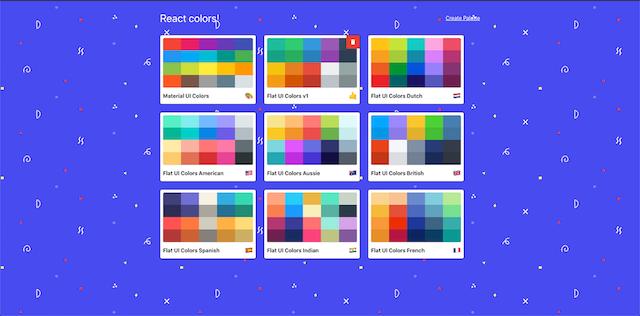 React colors!
Create Palette
Material UI Colors
Flat UI Colors v1
Flat UI Colors Dutch
Flat UI Colors American
Flat UI Colors Aussie
Flat UI Colors British
Flat UI Colors Spanish
Flat UI Colors Indian
Flat UI Colors French